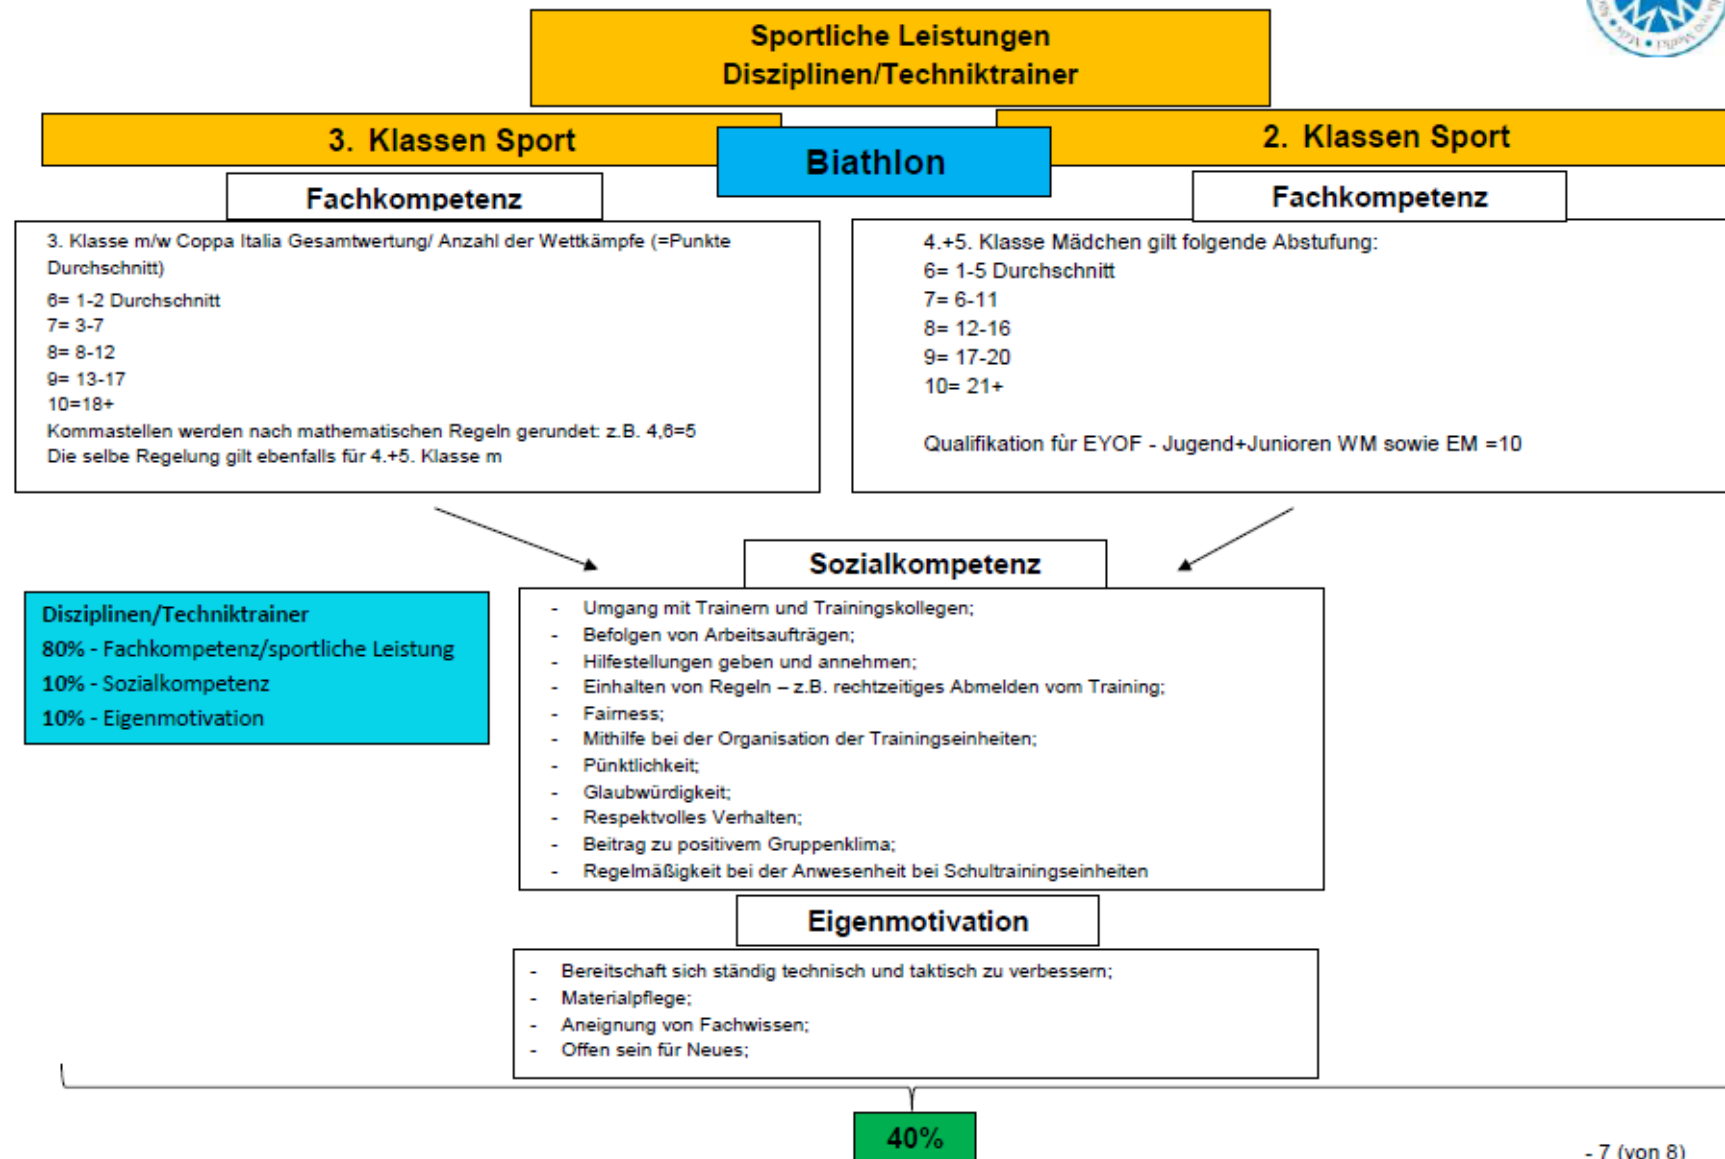 Sportliche Leistungen
Disziplinen/Techniktrainer
3. Klassen Sport
Biathlon
2. Klassen Sport
Fachkompetenz
3. Klasse m/w Coppa Italia Gesamtwertung/ Anzahl der Wettkämpfe (=Punkte
Durchschnitt)
6= 1-2 Durchschnitt
7= 3-7
8= 8-12
9= 13-17
10=18+
Kommastellen werden nach mathematischen Regeln gerundet: z.B. 4,6=5
Die selbe Regelung gilt ebenfalls für 4.+5. Klasse m
Fachkompetenz
4.+5. Klasse Mädchen gilt folgende Abstufung:
6= 1-5 Durchschnitt
7= 6-11
8= 12-16
9= 17-20
10= 21+
Qualifikation für EYOF - Jugend+Junioren WM sowie EM =10
Disziplinen/Techniktrainer
80% - Fachkompetenz/sportliche Leistung
10% - Sozialkompetenz
10% - Eigenmotivation
Sozialkompetenz
- Umgang mit Trainern und Trainingskollegen;
- Befolgen von Arbeitsaufträgen;
- Hilfestellungen geben und annehmen;
- Einhalten von Regeln – z.B. rechtzeitiges Abmelden vom Training;
- Fairness;
- Mithilfe bei der Organisation der Trainingseinheiten;
- Pünktlichkeit;
- Glaubwürdigkeit;
- Respektvolles Verhalten;
- Beitrag zu positivem Gruppenklima;
- Regelmäßigkeit bei der Anwesenheit bei Schultrainingseinheiten
Eigenmotivation
- Bereitschaft sich ständig technisch und taktisch zu verbessern;
- Materialpflege;
- Aneignung von Fachwissen;
- Offen sein für Neues;
40%
- 7 (von 8)